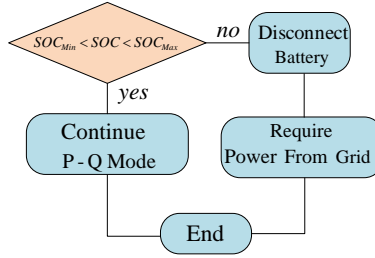 SOC_Min < SOC < SOC_Max
no
Disconnect
Battery
yes
Continue
P - Q Mode
Require
Power From Grid
End